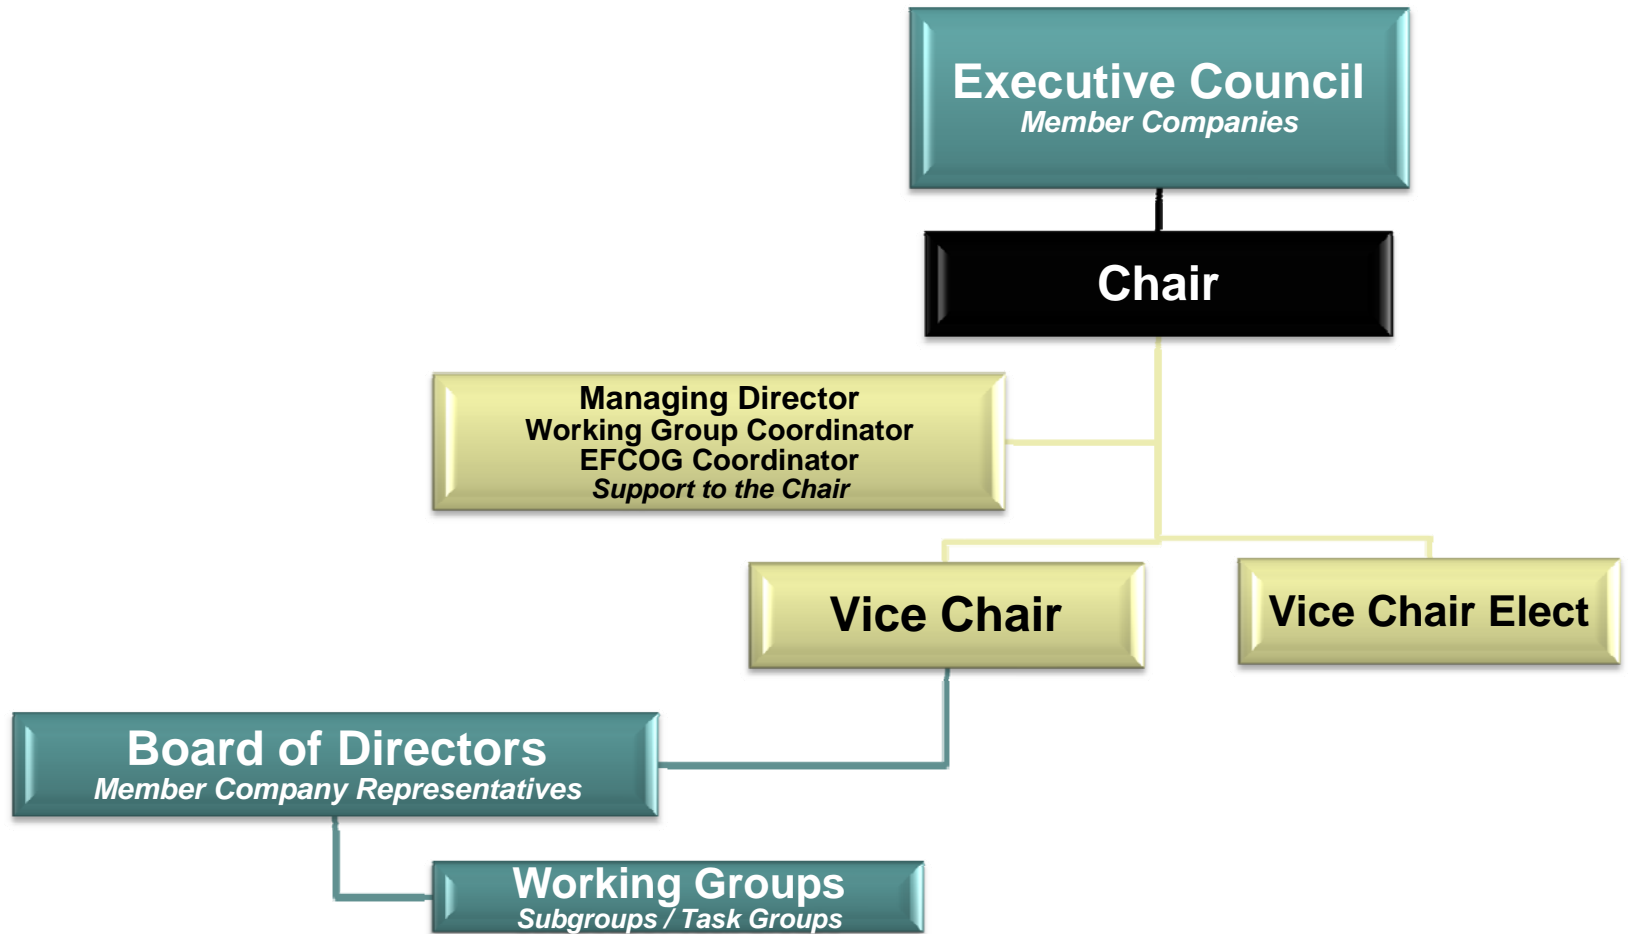 Executive Council
Member Companies
Chair
Managing Director
Working Group Coordinator
EFCOG Coordinator
Support to the Chair
Vice Chair
Vice Chair Elect
Board of Directors
Member Company Representatives
Working Groups
Subgroups / Task Groups